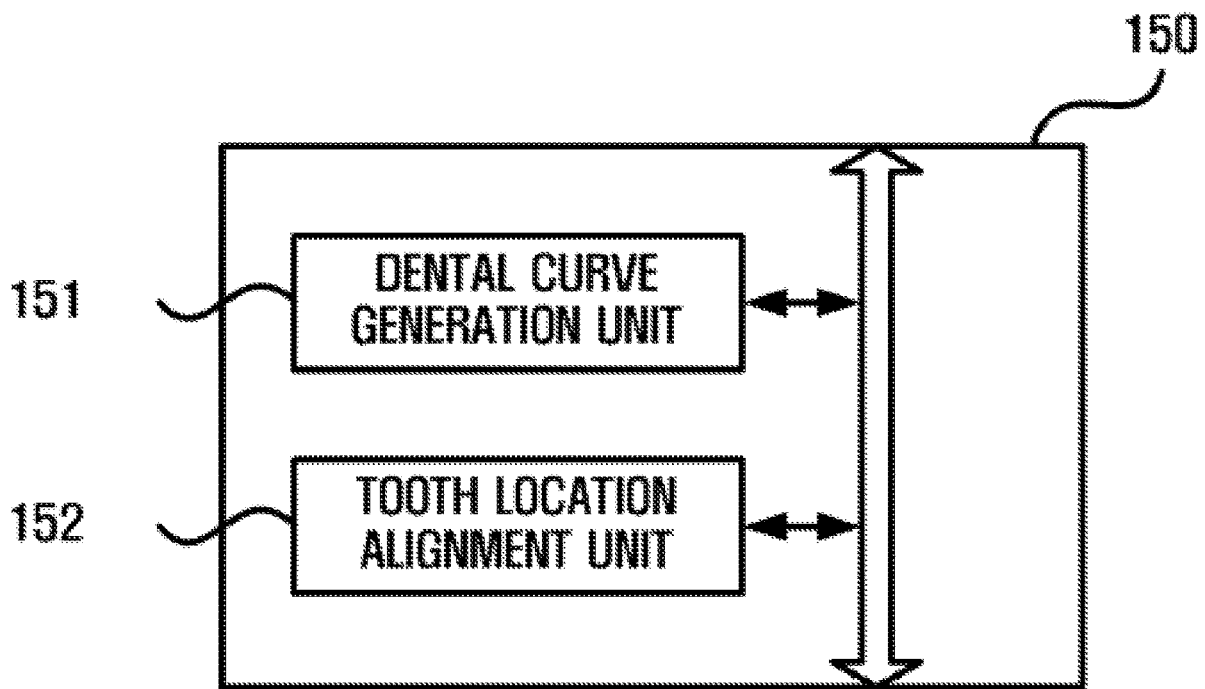 150
151
DENTAL CURVE
GENERATION UNIT
152
TOOTH LOCATION
ALIGNMENT UNIT